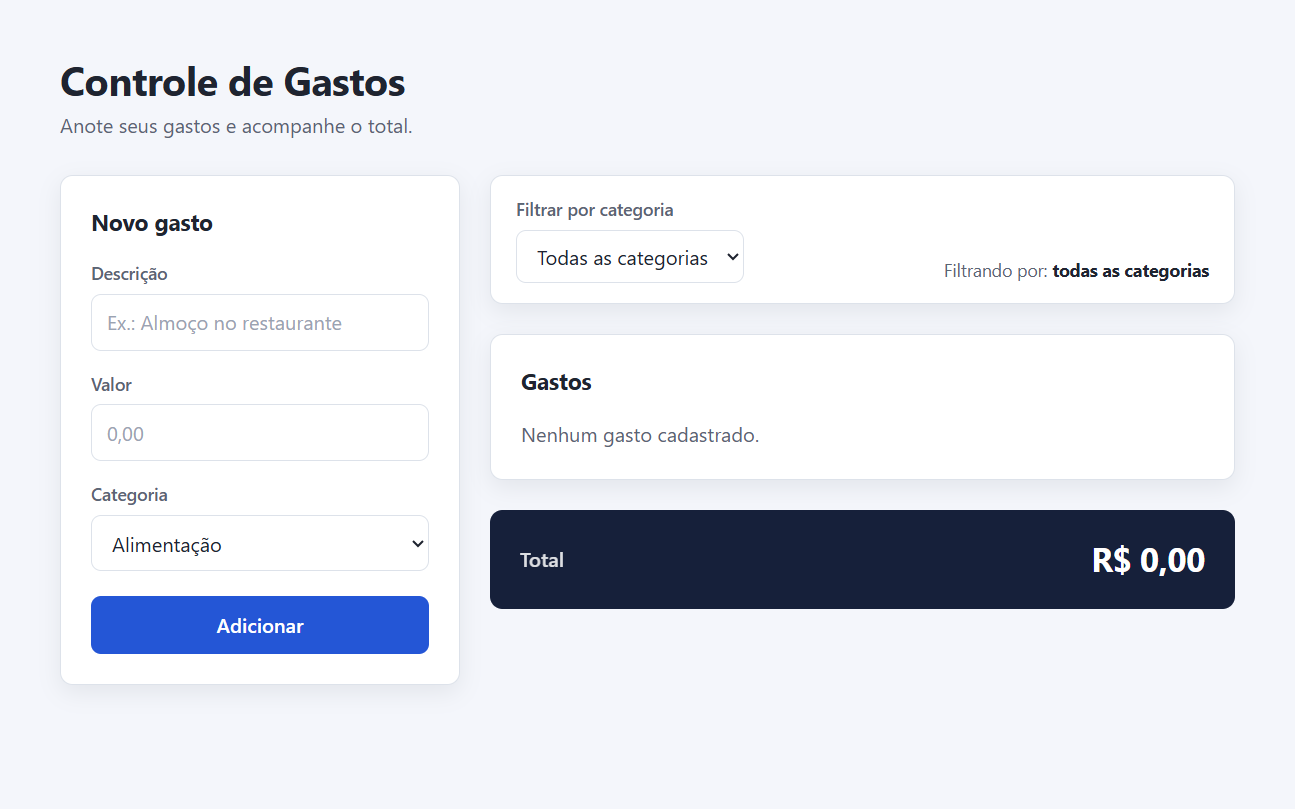 Controle de Gastos
Anote seus gastos e acompanhe o total.
Novo gasto
Descrição
Ex.: Almoço no restaurante
Valor
0,00
Categoria
Alimentação
Adicionar
Filtrar por categoria
Todas as categorias
Filtrando por: todas as categorias
Gastos
Nenhum gasto cadastrado.
Total
R$ 0,00